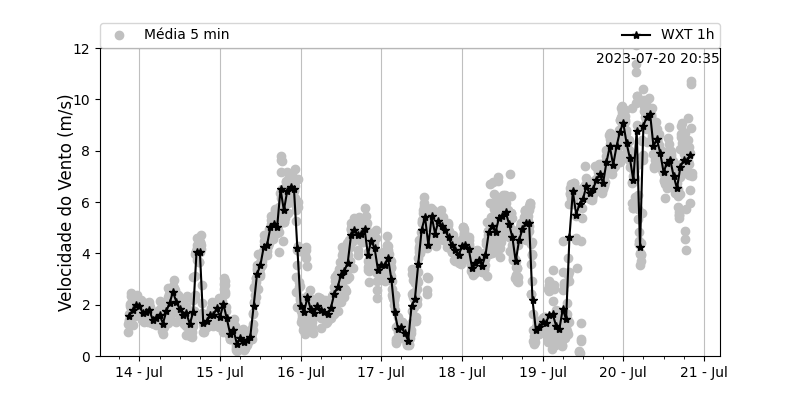 Média 5 min
WXT 1h
2023-07-20 20:35
Velocidade do Vento (m/s)
12
10
8
6
4
2
0
14 - Jul
15 - Jul
16 - Jul
17 - Jul
18 - Jul
19 - Jul
20 - Jul
21 - Jul